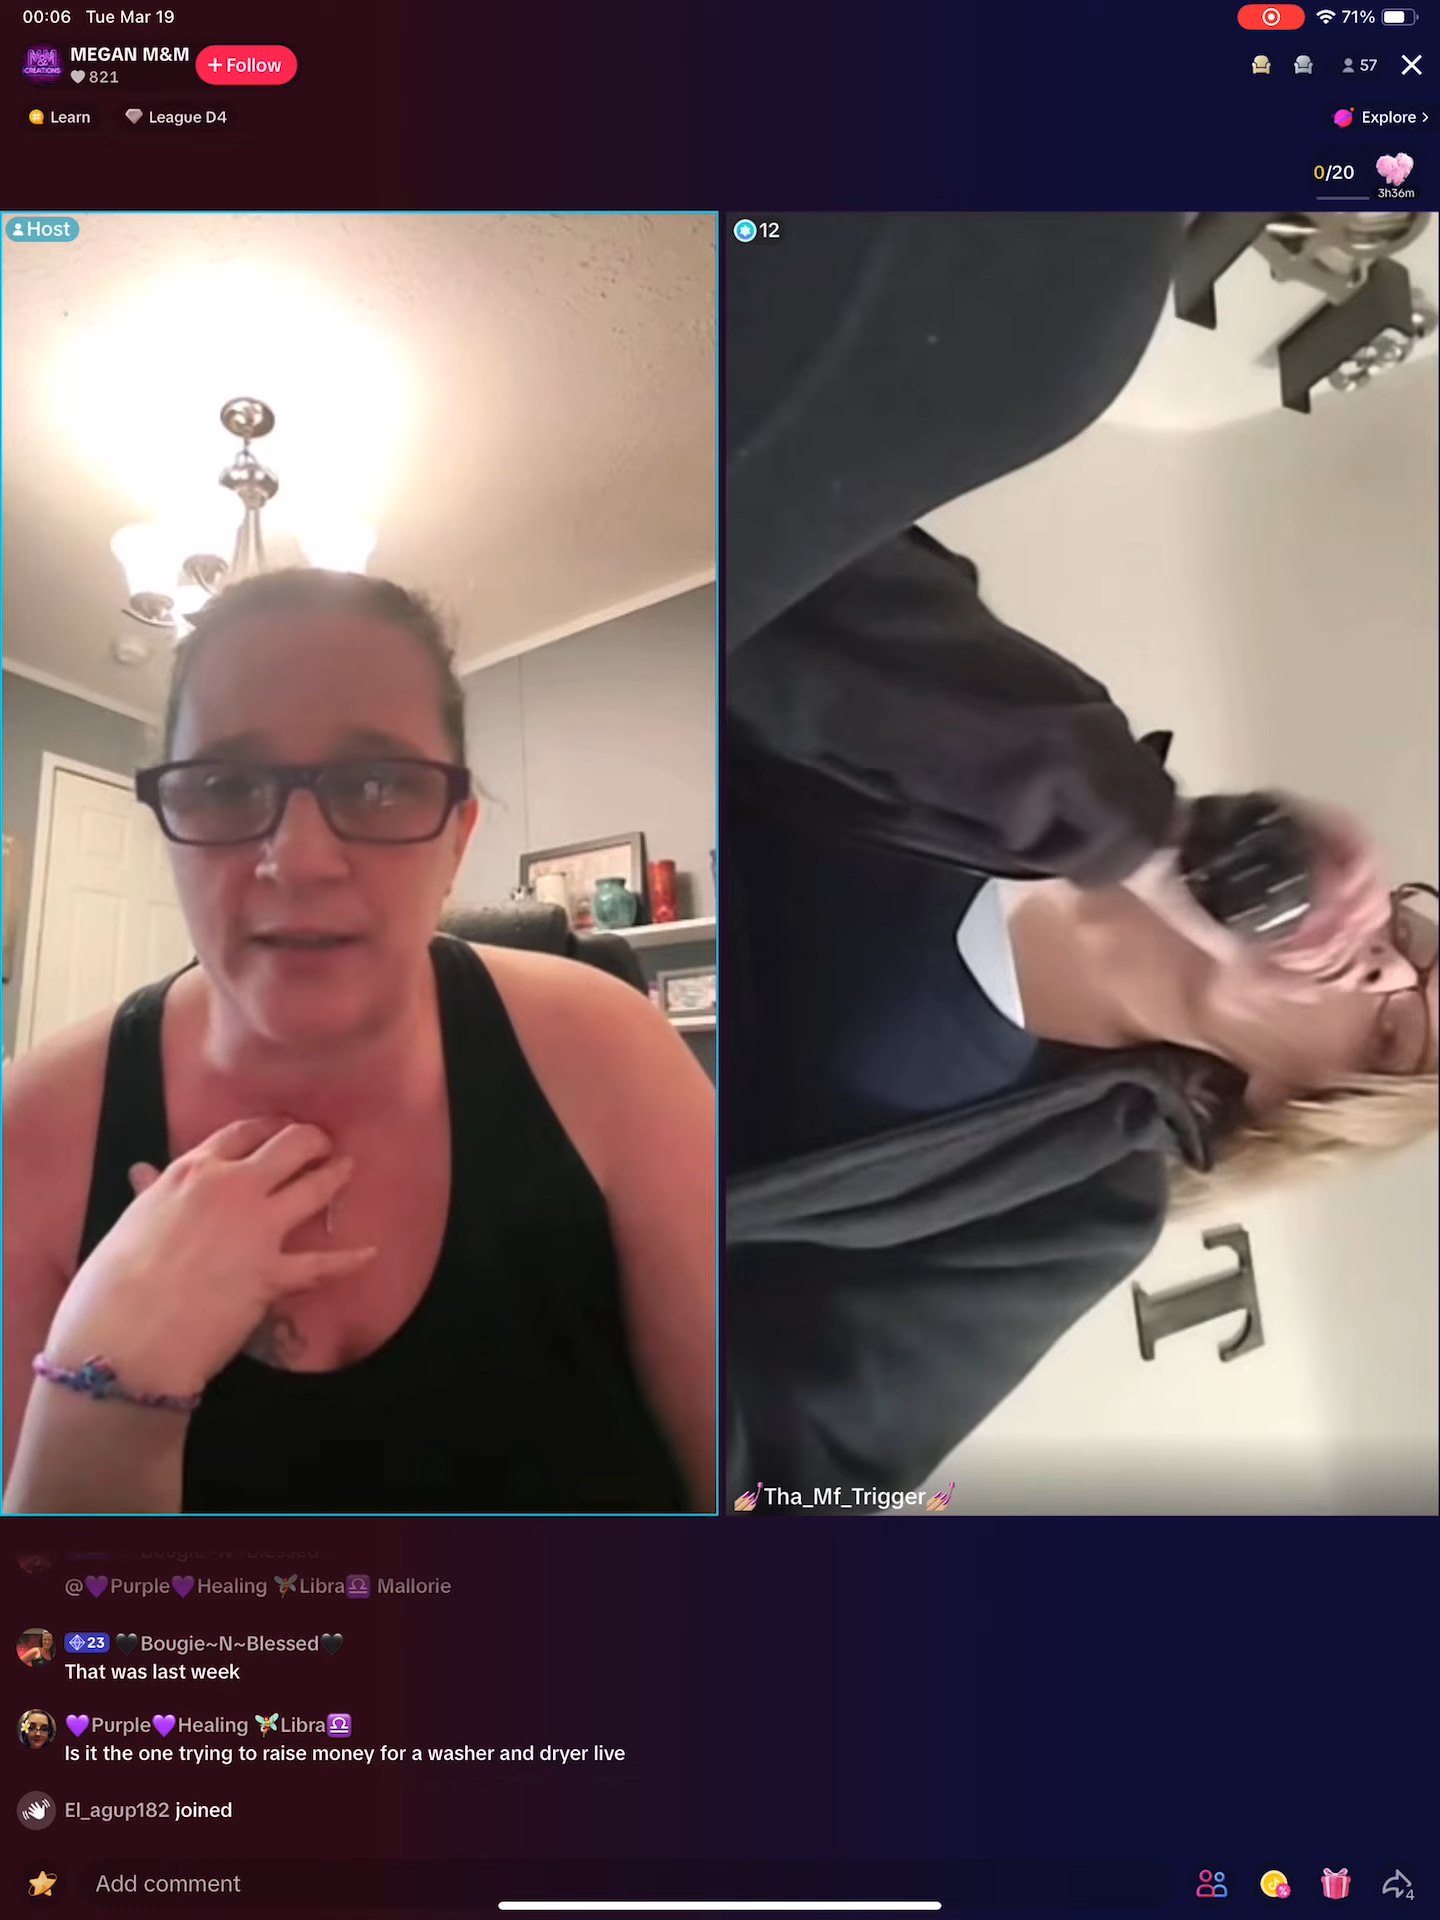 00:06 Tue Mar 19
71%
MEGAN M&M
821
+ Follow
57
Learn
League D4
Explore >
0/20
3h36m
Host
12
💅Tha_Mf_Trigger💅
Bougie~N~Blessed
@💜Purple💜Healing 🧚Libra♎ Mallorie
23 🖤Bougie~N~Blessed🖤
That was last week
💜Purple💜Healing 🧚Libra♎
Is it the one trying to raise money for a washer and dryer live
El_agup182 joined
Add comment
4